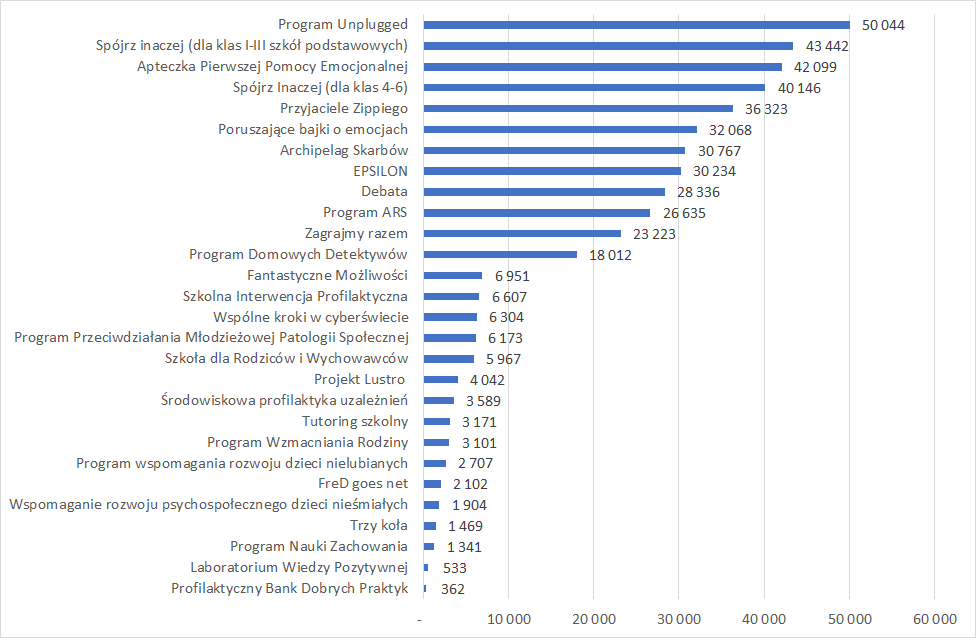 Program Unplugged 50 044
Spójrz inaczej (dla klas I-III szkół podstawowych) 43 442
Apteczka Pierwszej Pomocy Emocjonalnej 42 099
Spójrz Inaczej (dla klas 4-6) 40 146
Przyjaciele Zippiego 36 323
Poruszające bajki o emocjach 32 068
Archipelag Skarbów 30 767
EPSILON 30 234
Debata 28 336
Program ARS 26 635
Zagrajmy razem 23 223
Program Domowych Detektywów 18 012
Fantastyczne Możliwości 6 951
Szkolna Interwencja Profilaktyczna 6 607
Wspólne kroki w cyberświecie 6 304
Program Przeciwdziałania Młodzieżowej Patologii Społecznej 6 173
Szkoła dla Rodziców i Wychowawców 5 967
Projekt Lustro 4 042
Środowiskowa profilaktyka uzależnień 3 589
Tutoring szkolny 3 171
Program Wzmacniania Rodziny 3 101
Program wspomagania rozwoju dzieci nielubianych 2 707
FreD goes net 2 102
Wspomaganie rozwoju psychospołecznego dzieci nieśmiałych 1 904
Trzy koła 1 469
Program Nauki Zachowania 1 341
Laboratorium Wiedzy Pozytywnej 533
Profilaktyczny Bank Dobrych Praktyk 362
- 10 000 20 000 30 000 40 000 50 000 60 000